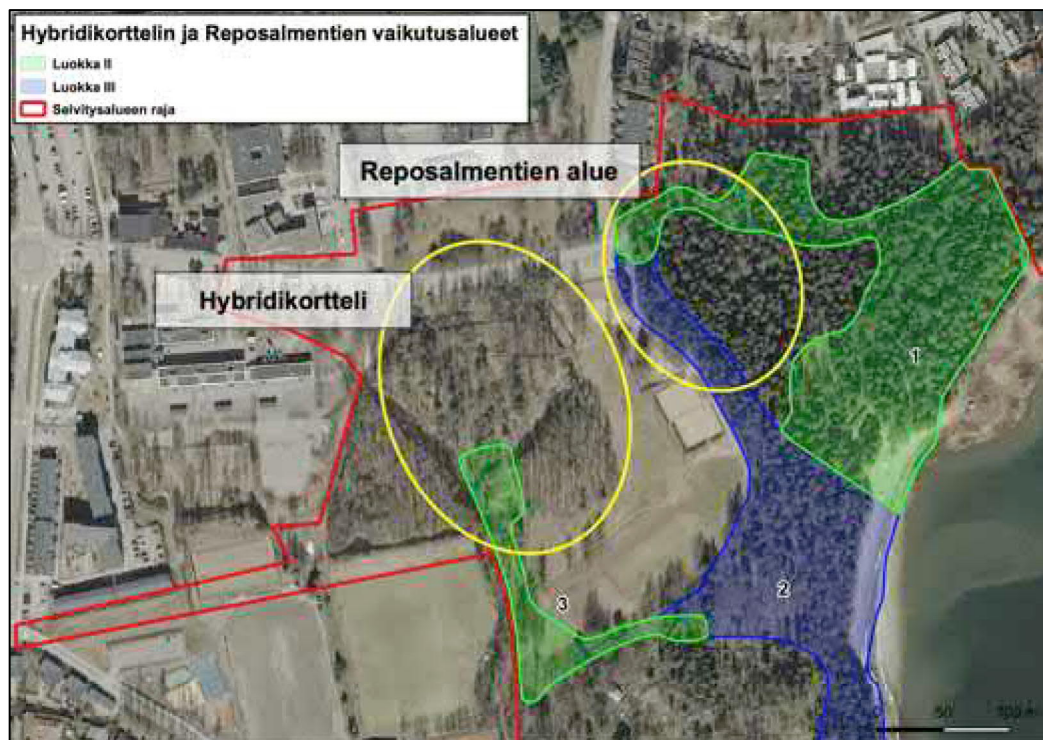 Hybridikorttelin ja Reposalmentien vaikutusalueet
Luokka II
Luokka III
Selvitysalueen raja
Reposalmentien alue
Hybridikortteli
1
2
3
50
100 m